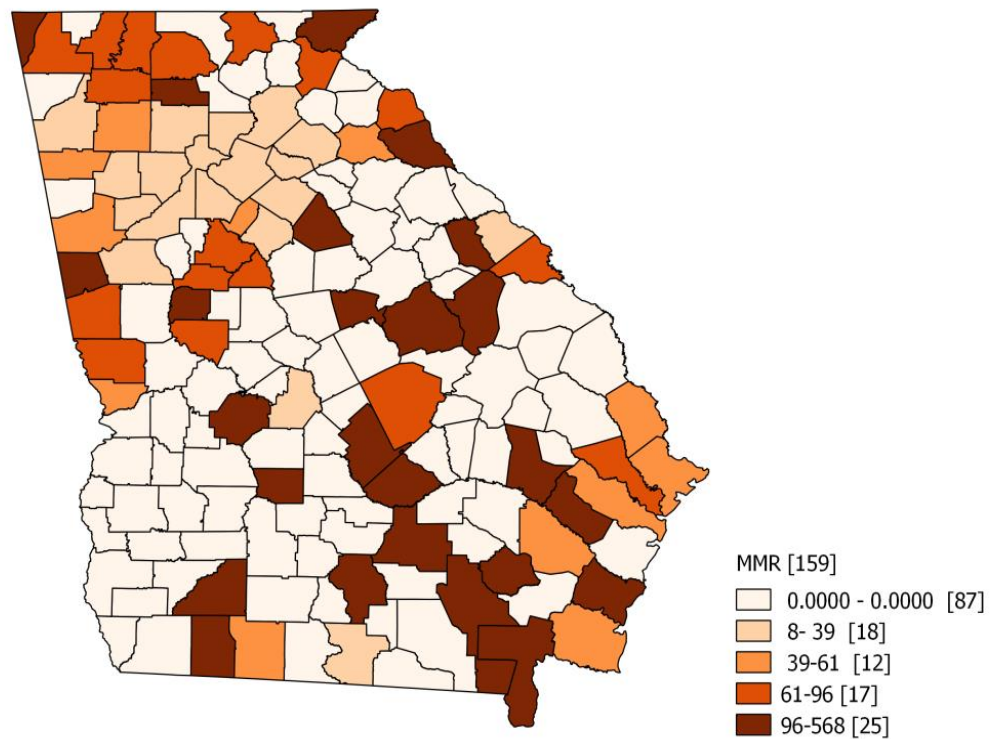 MMR [159]
0.0000 - 0.0000 [87]
8- 39 [18]
39-61 [12]
61-96 [17]
96-568 [25]